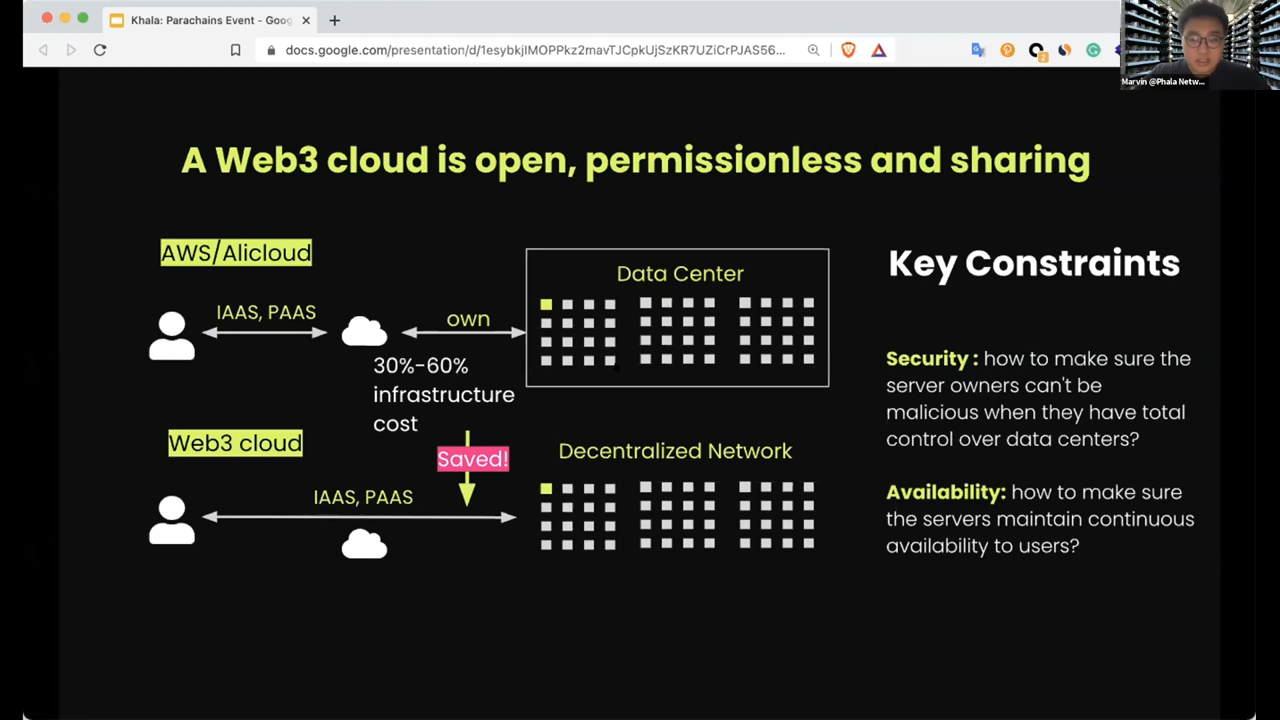 Khala: Parachains Event - Goog
docs.google.com/presentation/d/1esybkjlMOPPkz2mavTJCpkUjSzKR7UZiCrPJAS56...
2
Marvin @Phala Netw...
A Web3 cloud is open, permissionless and sharing
AWS/Alicloud
IAAS, PAAS
own
Data Center
30%-60%
infrastructure
cost
Saved!
Web3 cloud
IAAS, PAAS
Decentralized Network
Key Constraints
Security : how to make sure the
server owners can't be
malicious when they have total
control over data centers?
Availability: how to make sure
the servers maintain continuous
availability to users?